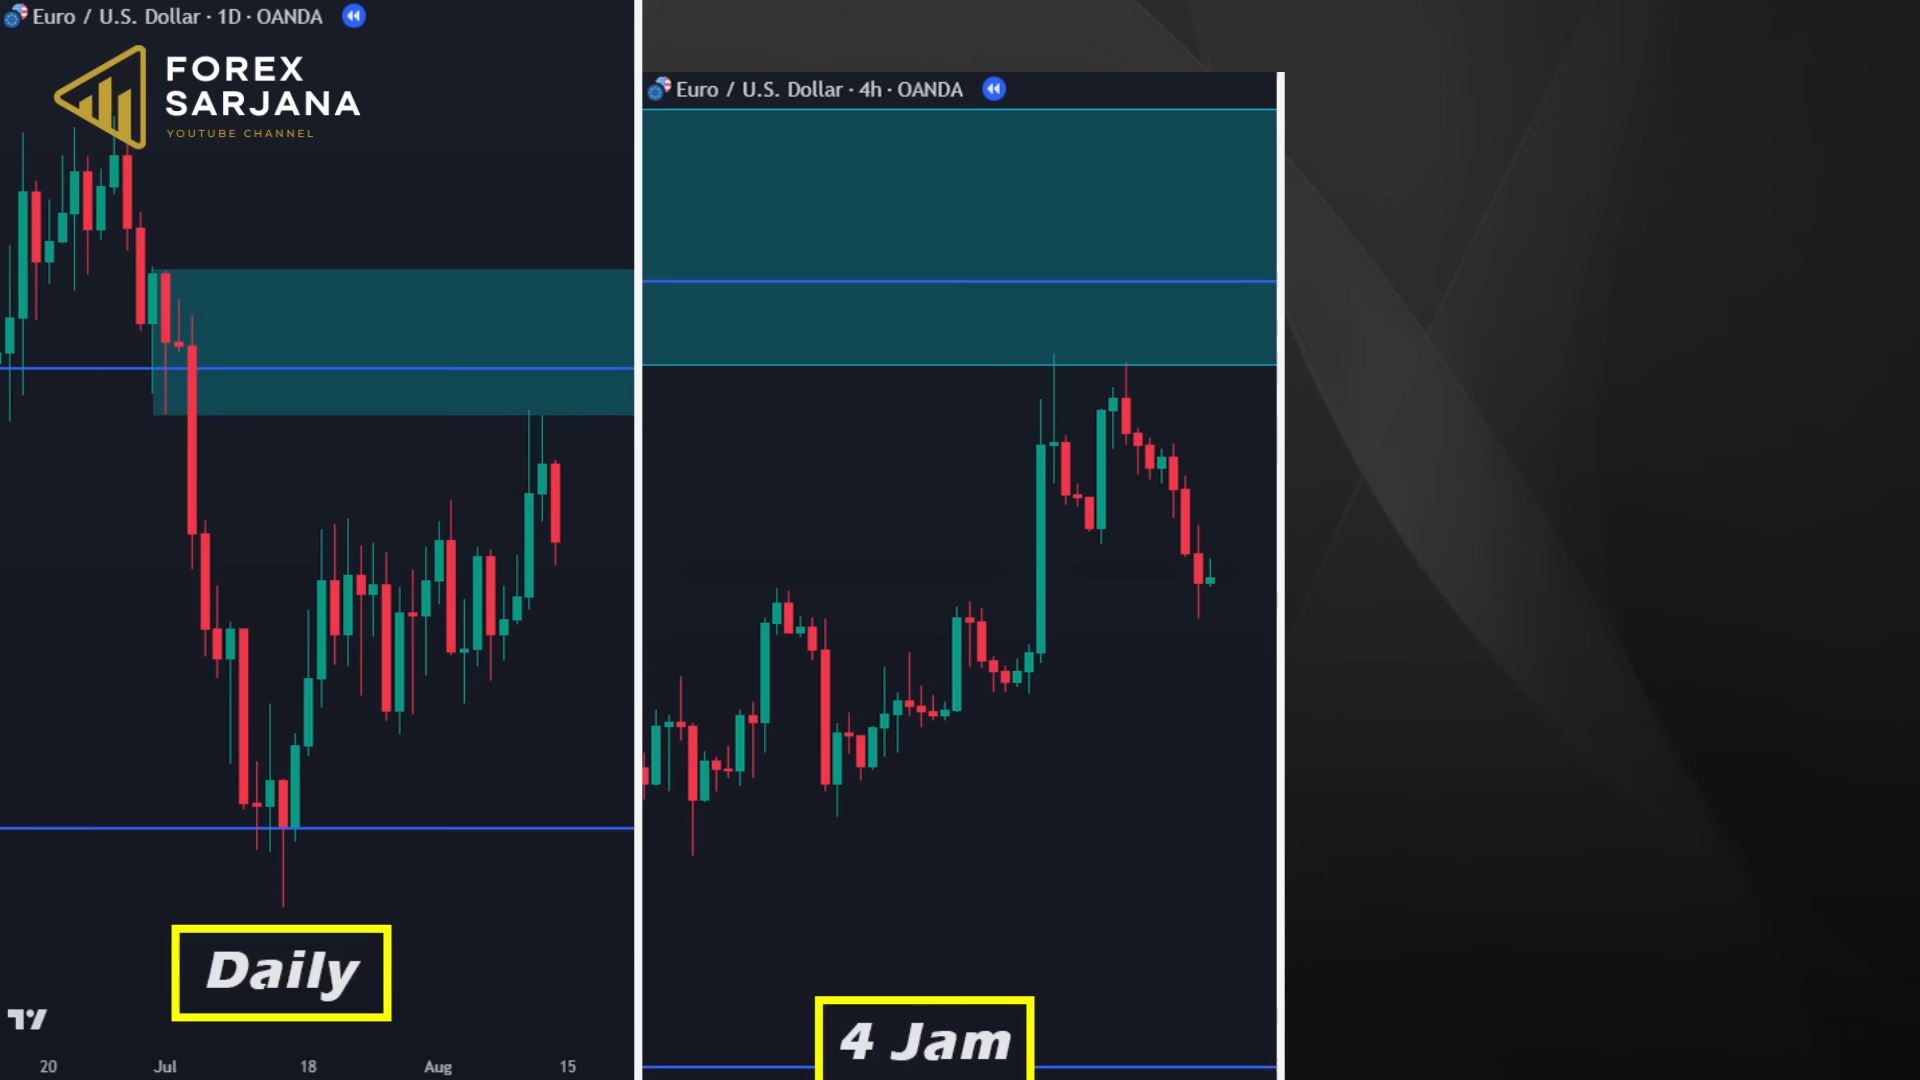 Euro / U.S. Dollar · 1D · OANDA
FOREX
SARJANA
YOUTUBE CHANNEL
Daily
20 Jul 18 Aug 15
Euro / U.S. Dollar · 4h · OANDA
4 Jam